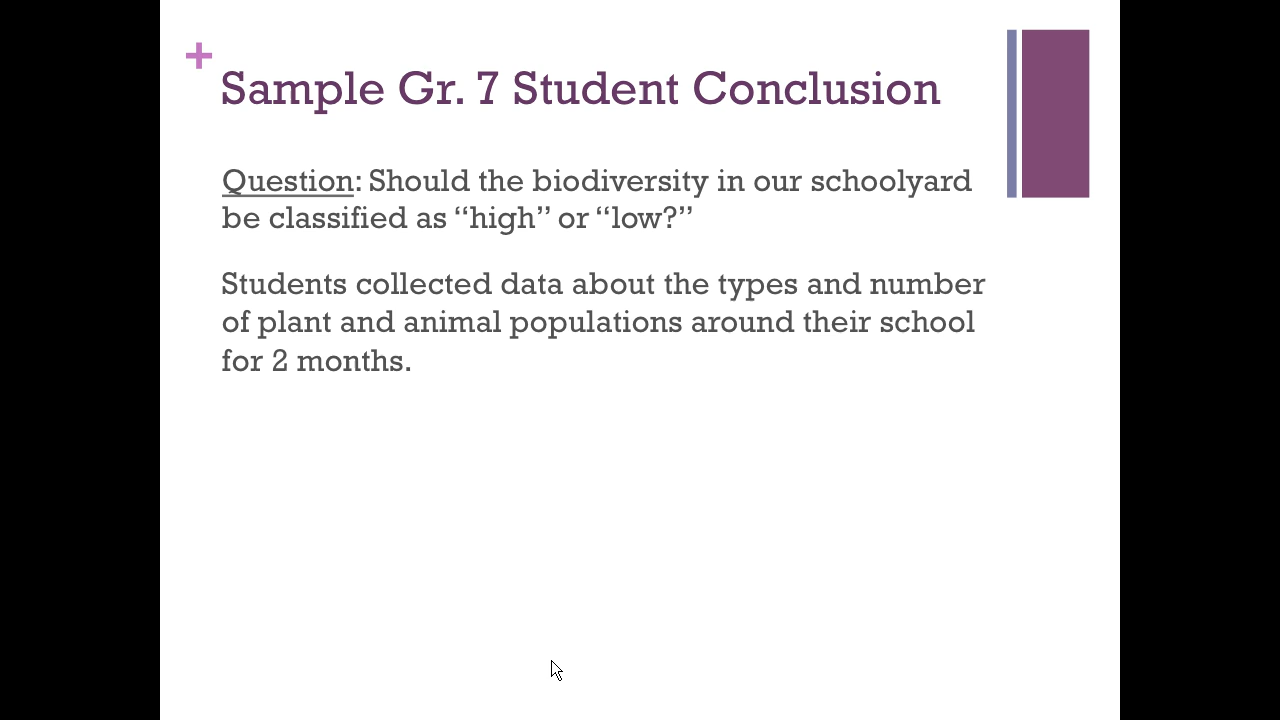 +
Sample Gr. 7 Student Conclusion
Question: Should the biodiversity in our schoolyard
be classified as “high” or “low?”
Students collected data about the types and number
of plant and animal populations around their school
for 2 months.